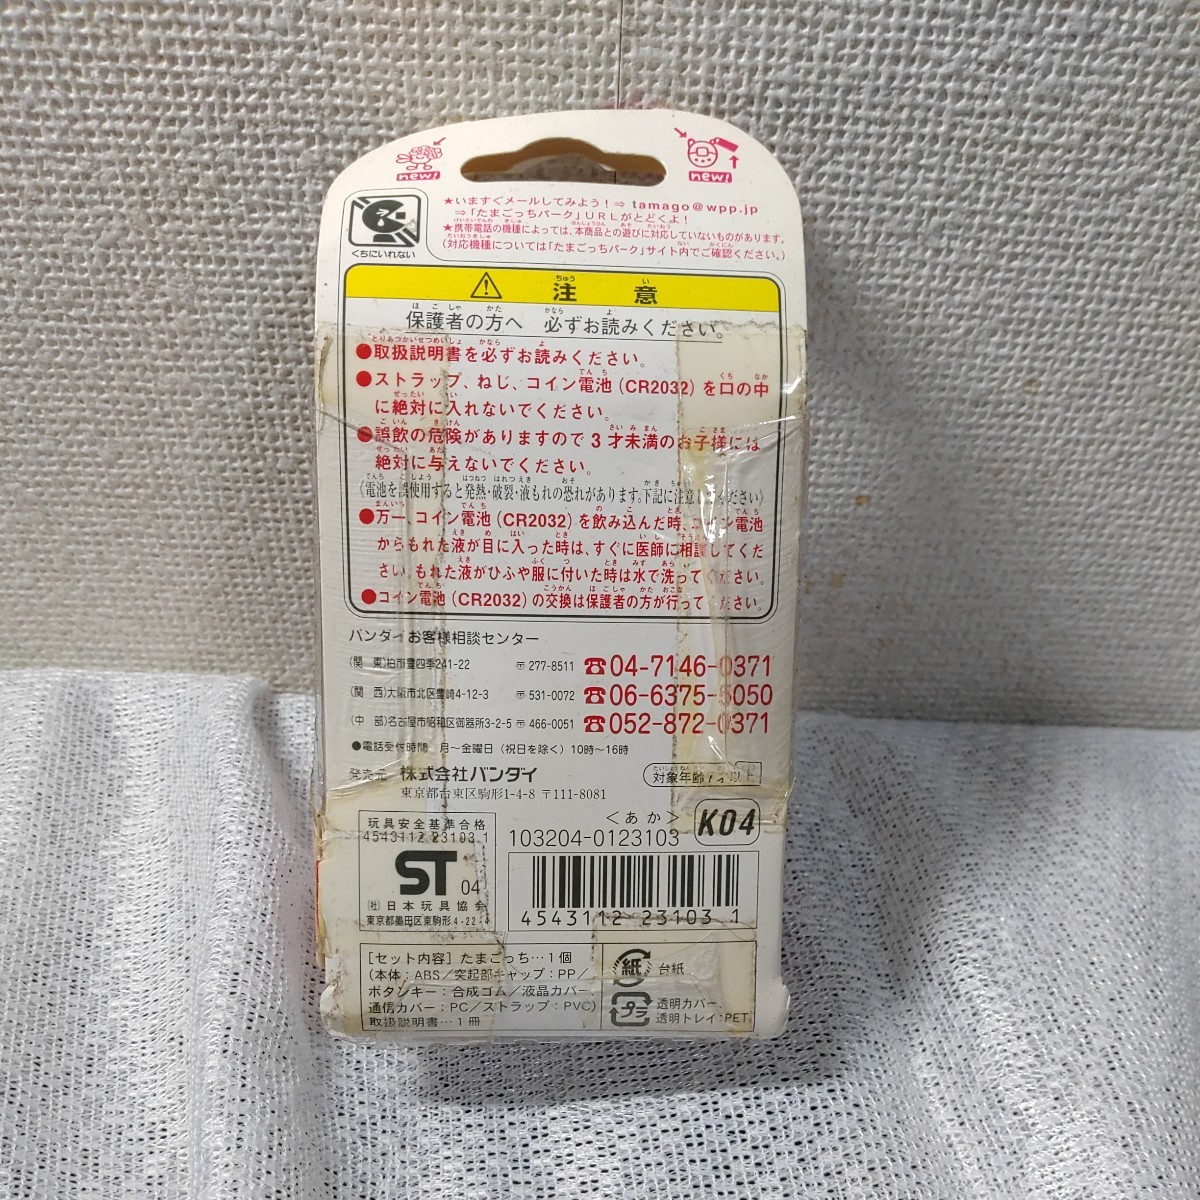 new!
new!
くちにいれない
★いますぐメールしてみよう！⇒ tamago@wpp.jp
⇒「たまごっちパーク」URLがとどくよ！
★携帯電話の機種によっては、本商品との遊びに対応していないものがあります。
(対応機種については「たまごっちパーク」サイト内でご確認ください。)
注意
保護者の方へ 必ずお読みください。
●取扱説明書を必ずお読みください。
●ストラップ、ねじ、コイン電池(CR2032)を口の中
に絶対に入れないでください。
●誤飲の危険がありますので3才未満のお子様には
絶対に与えないでください。
《電池を誤使用すると発熱・破裂・液もれの恐れがあります。下記に注意してください》
●万一、コイン電池(CR2032)を飲み込んだ時、コイン電池
からもれた液が目に入った時は、すぐに医師に相談してくだ
さい。もれた液がひふや服に付いた時は水で洗ってください。
●コイン電池(CR2032)の交換は保護者の方が行ってください。
バンダイお客様相談センター
(関 東)柏市豊四季241-22 〒277-8511 ☎04-7146-0371
(関 西)大阪市北区豊崎4-12-3 〒531-0072 ☎06-6375-5050
(中 部)名古屋市昭和区御器所3-2-5 〒466-0051 ☎052-872-0371
●電話受付時間 月～金曜日(祝日を除く)10時～16時
発売元 株式会社バンダイ
東京都台東区駒形1-4-8 〒111-8081
対象年齢
以上
<あか>
103204-0123103
K04
玩具安全基準合格
4543112 23103 1
ST 04
(社)日本玩具協会
東京都墨田区東駒形4-22-4
4543112 23103 1
[セット内容]たまごっち…1個
(本体：ABS／突起部キャップ：PP／
ボタンキー：合成ゴム／液晶カバー、
通信カバー：PC／ストラップ：PVC)
取扱説明書…1冊
紙 台紙
プラ 透明カバー、
透明トレイ：PET